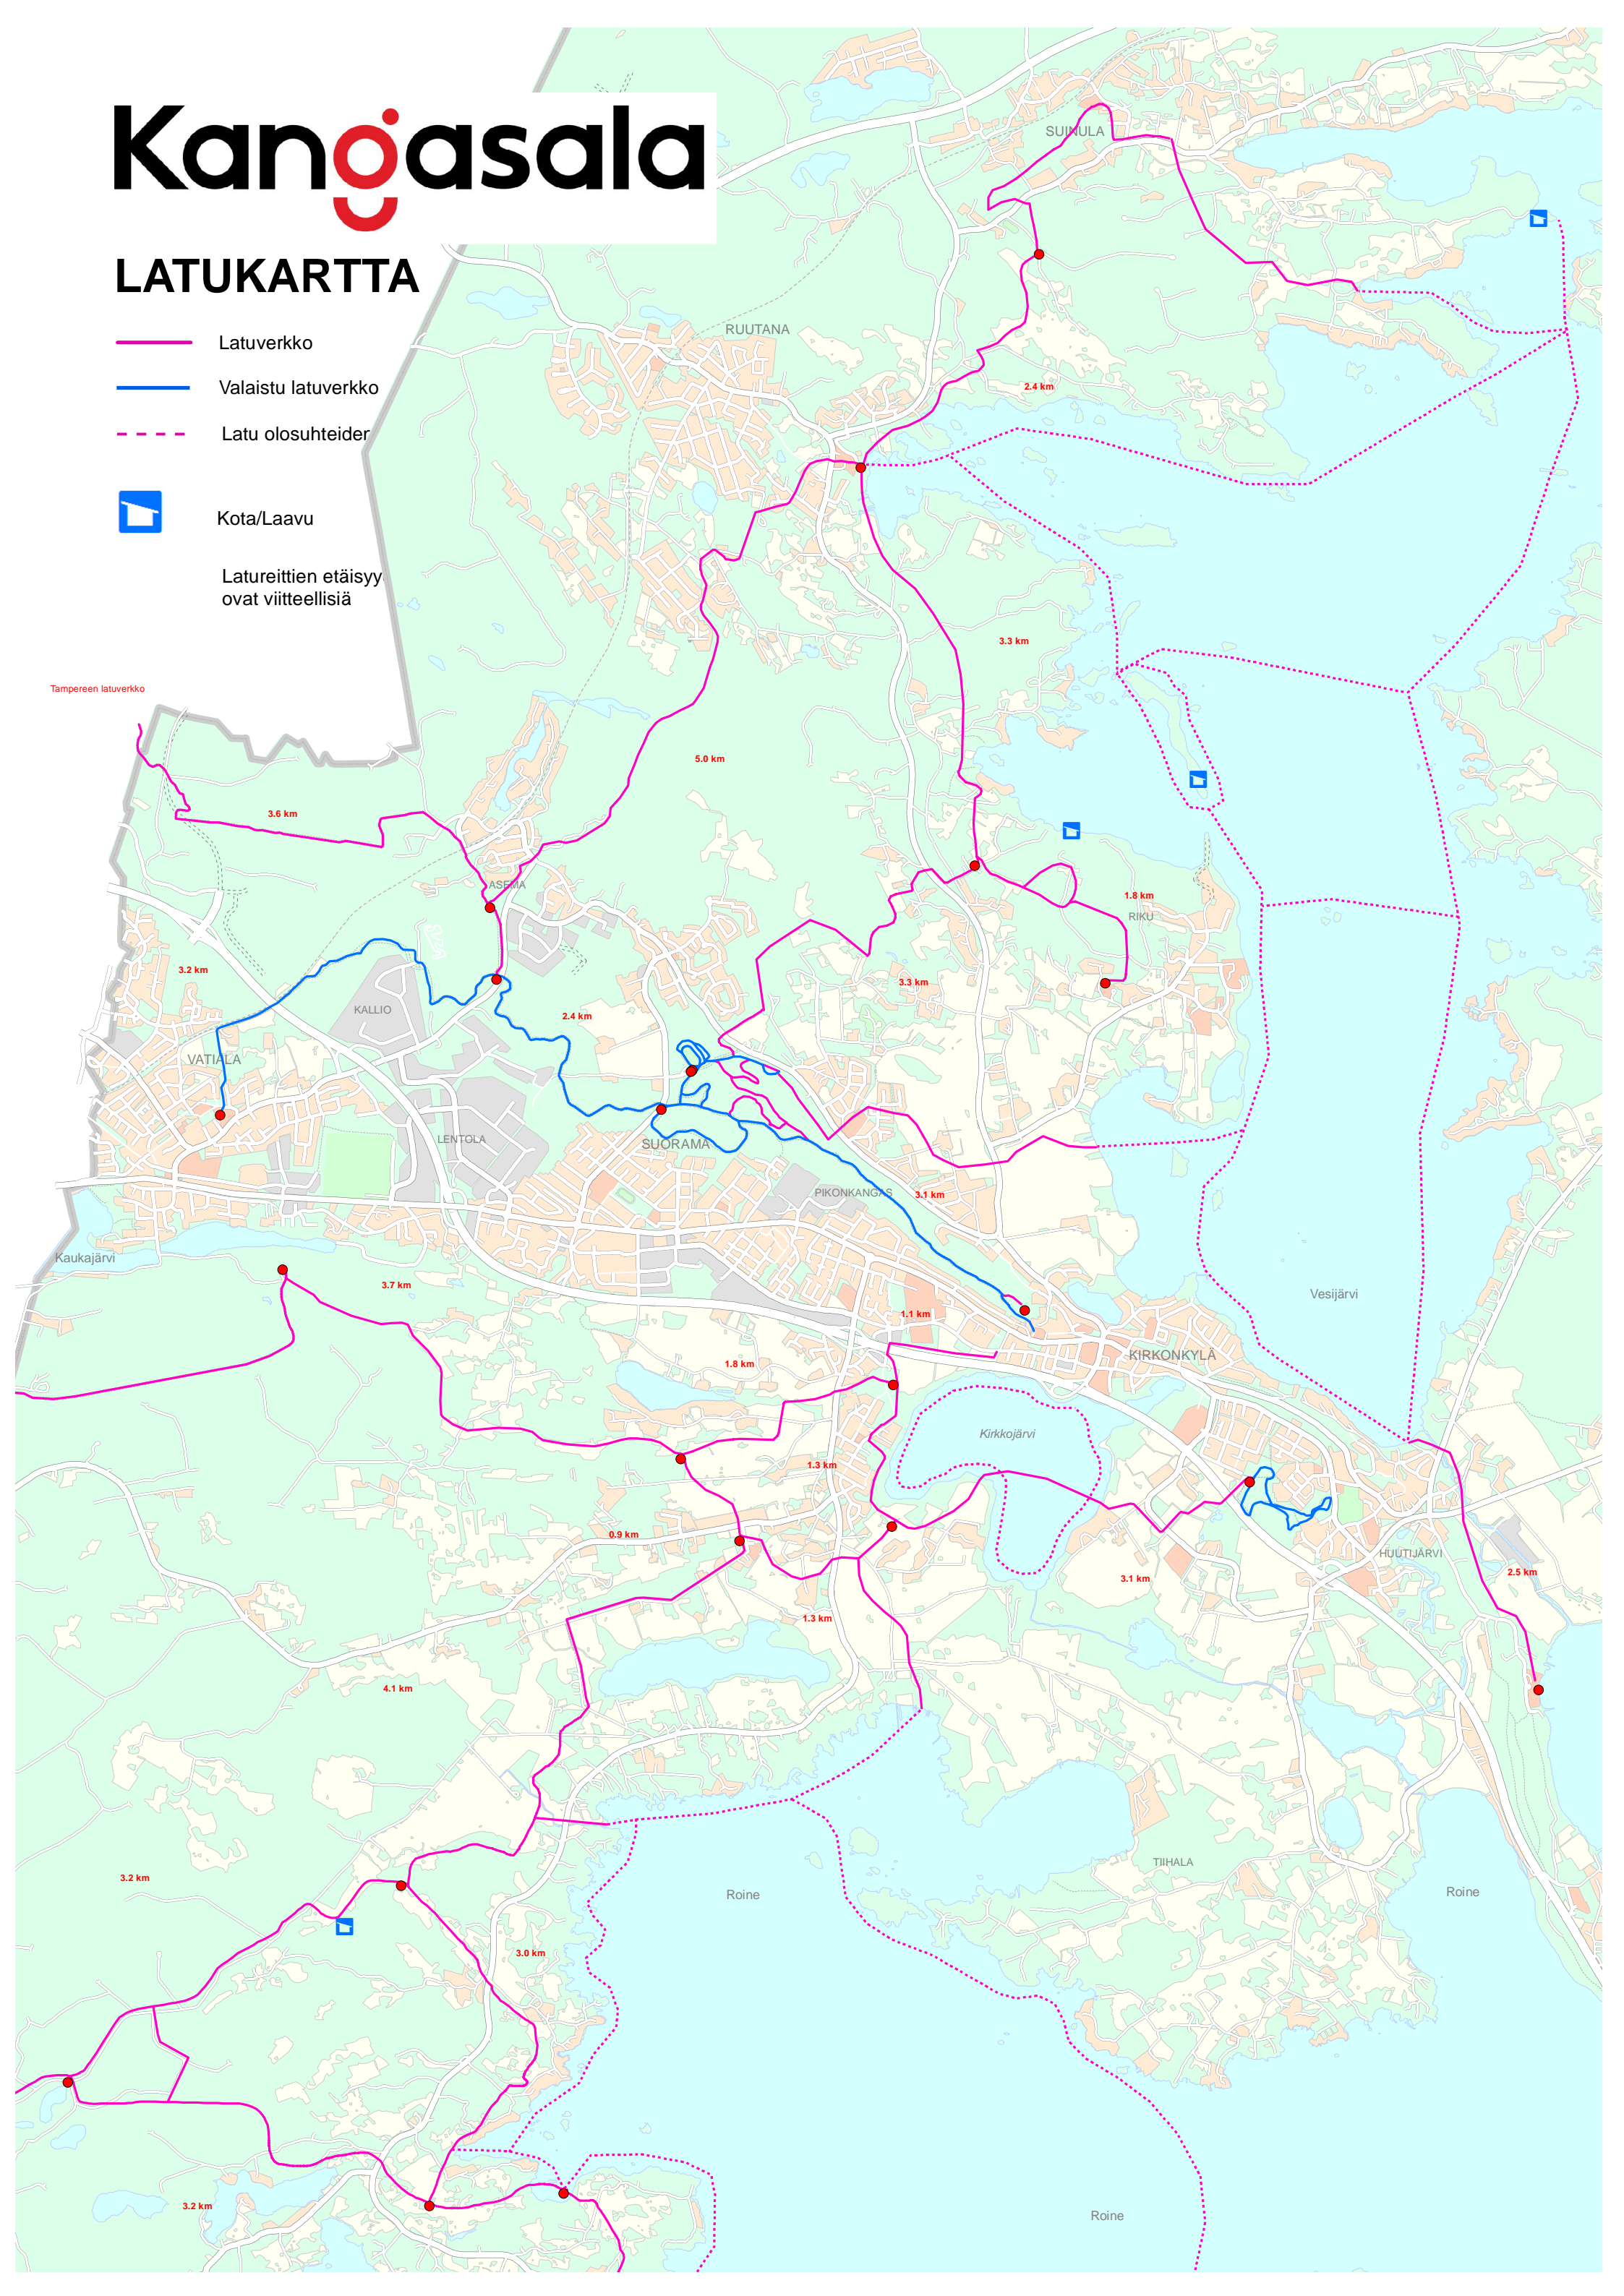 Kangasala
LATUKARTTA
Latuverkko
Valaistu latuverkko
Latu olosuhteiden
Kota/Laavu
Latureittien etäisyy
ovat viitteellisiä
Tampereen latuverkko
SUINULA
RUUTANA
2.4 km
3.3 km
5.0 km
3.6 km
ASEMA
1.8 km
RIKU
3.2 km
3.3 km
KALLIO
2.4 km
VATIALA
LENTOLA
SUORAMA
PIKONKANGAS
3.1 km
Kaukajärvi
3.7 km
Vesijärvi
1.1 km
KIRKONKYLÄ
1.8 km
Kirkkojärvi
1.3 km
0.9 km
HUUTIJÄRVI
2.5 km
3.1 km
1.3 km
4.1 km
TIIHALA
3.2 km
Roine
Roine
3.0 km
3.2 km
Roine